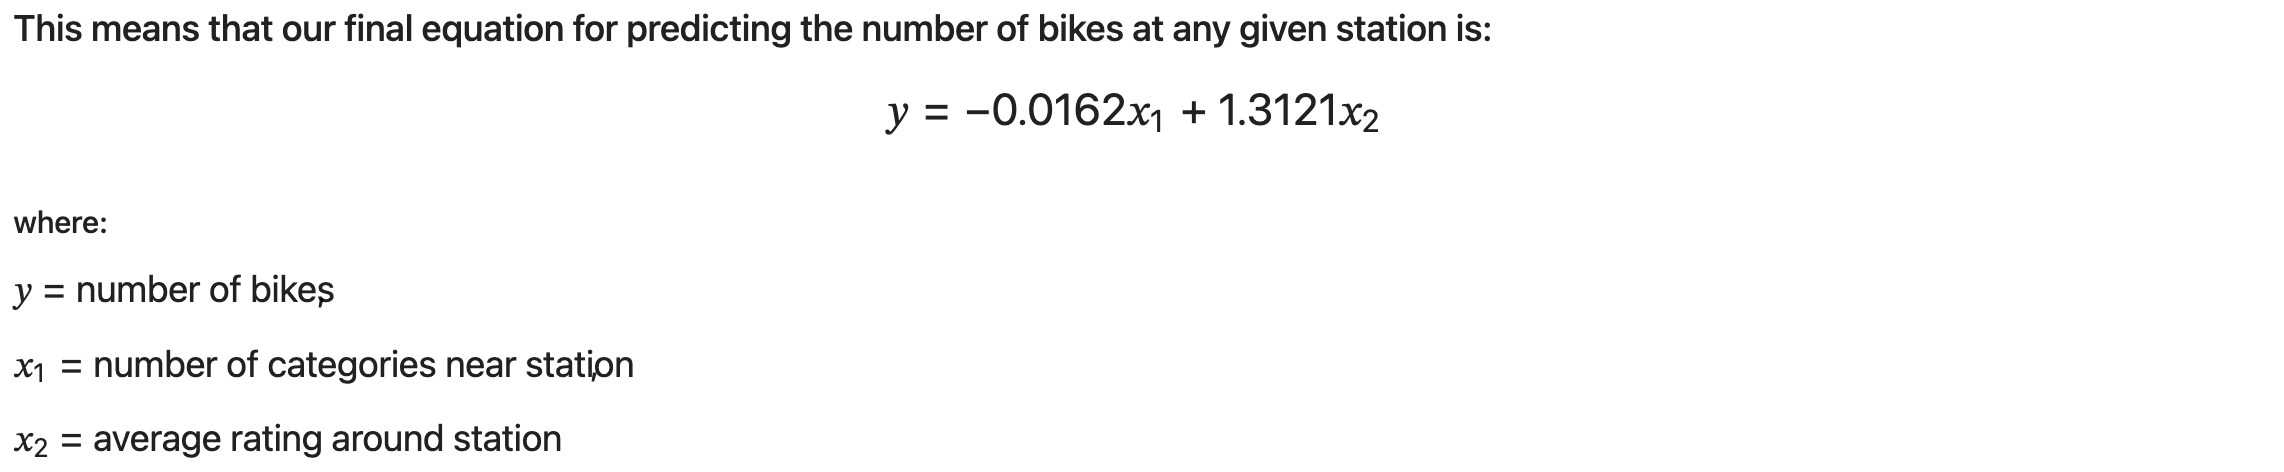 This means that our final equation for predicting the number of bikes at any given station is:
y = −0.0162x₁ + 1.3121x₂
where:
y = number of bikes,
x₁ = number of categories near station,
x₂ = average rating around station